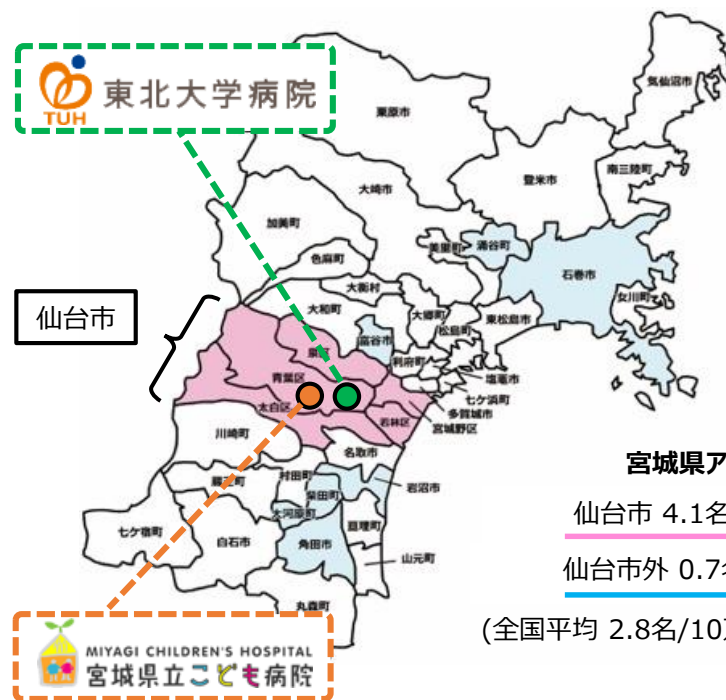 TUH
東北大学病院
気仙沼市
栗原市
南三陸町
登米市
大崎市
加美町
涌谷町
美里町
石巻市
色麻町
女川町
大衡村
仙台市
大和町
大郷町
松島町
東松島市
富谷市
泉区
利府町
塩竈市
青葉区
七ケ浜町
多賀城市
太白区
宮城野区
若林区
川崎町
名取市
宮城県ア
村田町
岩沼市
蔵王町
柴田町
仙台市 4.1名
大河原町
亘理町
七ケ宿町
白石市
角田市
山元町
仙台市外 0.7名
丸森町
(全国平均 2.8名/10万
MIYAGI CHILDREN'S HOSPITAL
宮城県立こども病院